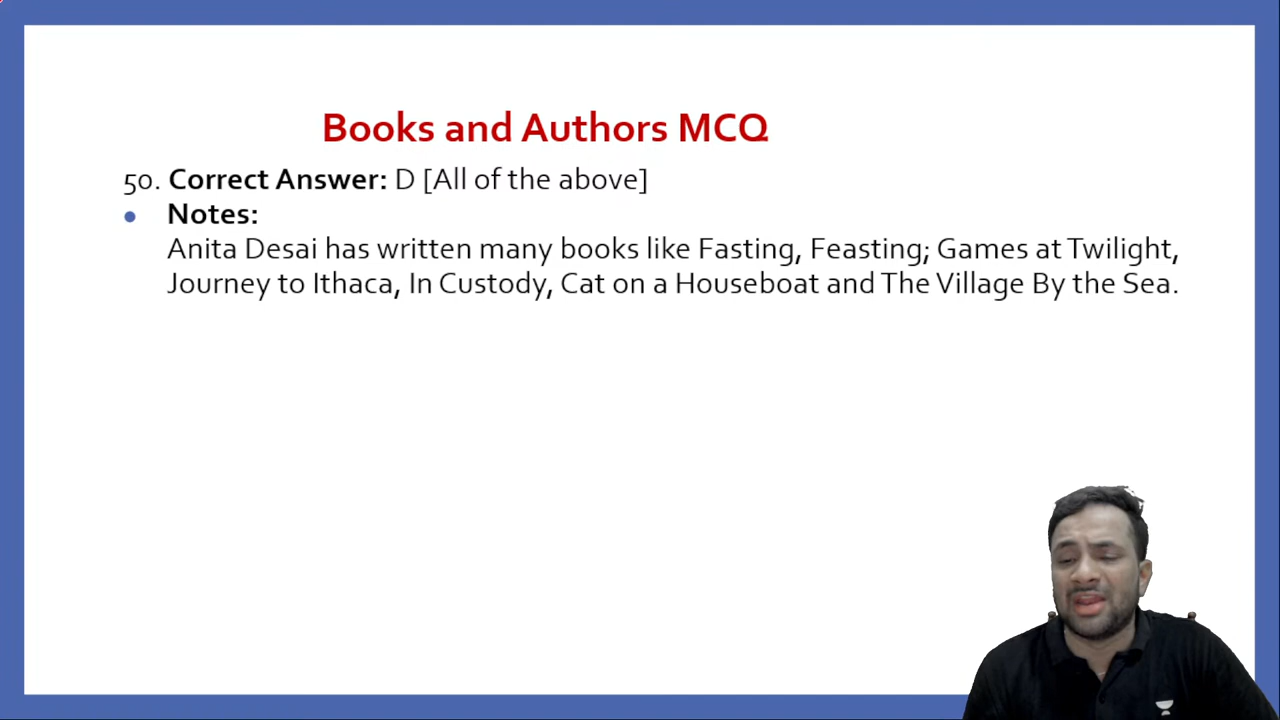 Books and Authors MCQ
50. Correct Answer: D [All of the above]
• Notes:
Anita Desai has written many books like Fasting, Feasting; Games at Twilight,
Journey to Ithaca, In Custody, Cat on a Houseboat and The Village By the Sea.